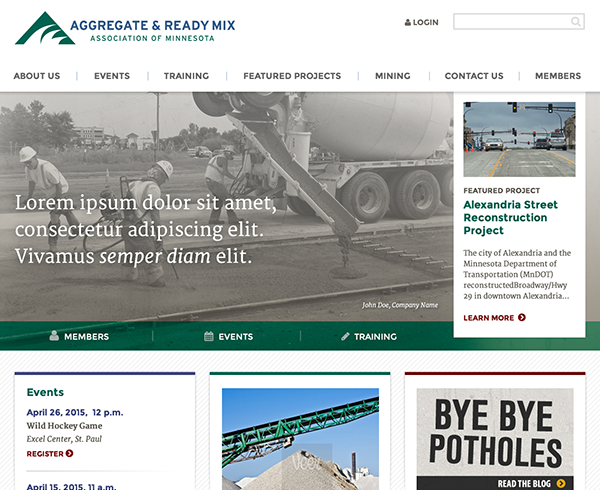 AGGREGATE & READY MIX
ASSOCIATION OF MINNESOTA
LOGIN
ABOUT US
EVENTS
TRAINING
FEATURED PROJECTS
MINING
CONTACT US
MEMBERS
Lorem ipsum dolor sit amet,
consectetur adipiscing elit.
Vivamus semper diam elit.
John Doe, Company Name
FEATURED PROJECT
Alexandria Street
Reconstruction
Project
The city of Alexandria and the
Minnesota Department of
Transportation (MnDOT)
reconstructedBroadway/Hwy
29 in downtown Alexandria...
LEARN MORE
MEMBERS
EVENTS
TRAINING
Events
April 26, 2015, 12 p.m.
Wild Hockey Game
Excel Center, St. Paul
REGISTER
April 15, 2015, 11 a.m.
BYE BYE
POTHOLES
READ THE BLOG